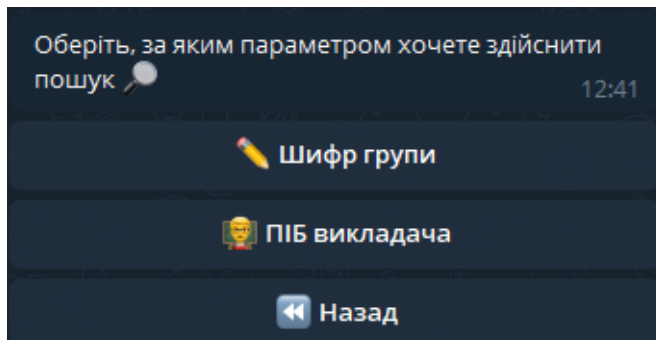 Оберіть, за яким параметром хочете здійснити
пошук 🔎
12:41
✏️ Шифр групи
👨‍🏫 ПІБ викладача
⏪ Назад